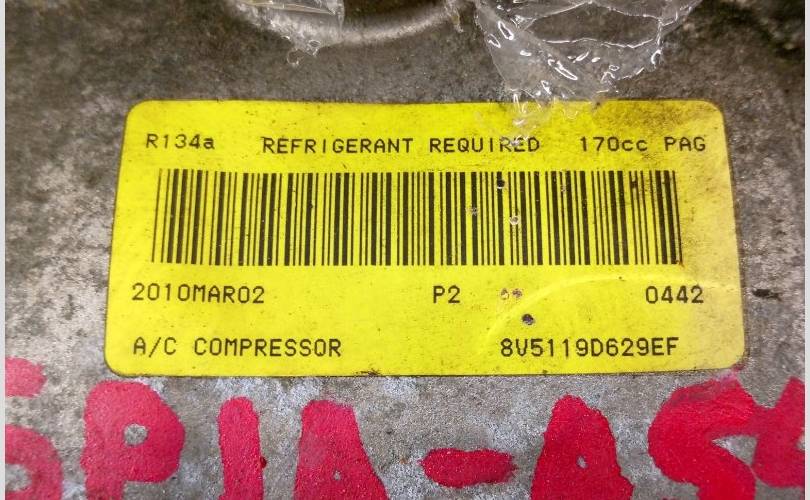 R134a REFRIGERANT REQUIRED 170cc PAG
2010MAR02 P2 0442
A/C COMPRESSOR 8V5119D629EF